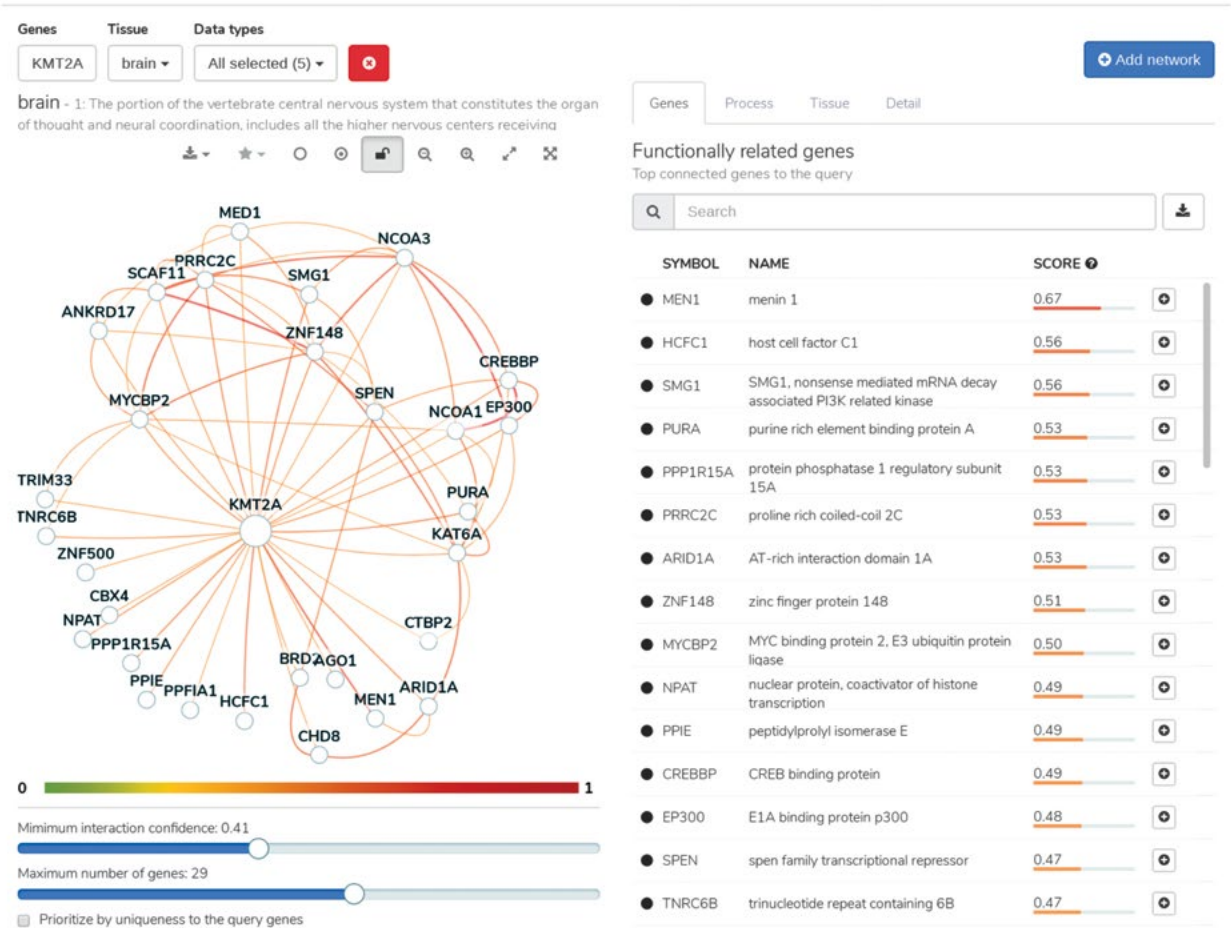 Genes Tissue Data types
KMT2A brain All selected (5)
Add network
brain - 1: The portion of the vertebrate central nervous system that constitutes the organ
of thought and neural coordination, includes all the higher nervous centers receiving
MED1
NCOA3
PRRC2C
SCAF11
SMG1
ANKRD17
ZNF148
CREBBP
SPEN
MYCBP2
NCOA1
EP300
TRIM33
PURA
KMT2A
TNRC6B
KAT6A
ZNF500
CBX4
NPAT
CTBP2
PPP1R15A
BRD2
AGO1
PPIE
PPFIA1
HCFC1
MEN1
ARID1A
CHD8
0 1
Mimimum interaction confidence: 0.41
Maximum number of genes: 29
Prioritize by uniqueness to the query genes
Genes Process Tissue Detail
Functionally related genes
Top connected genes to the query
Search
SYMBOL NAME SCORE
MEN1 menin 1 0.67
HCFC1 host cell factor C1 0.56
SMG1 SMG1, nonsense mediated mRNA decay 0.56
associated PI3K related kinase
PURA purine rich element binding protein A 0.53
PPP1R15A protein phosphatase 1 regulatory subunit 0.53
15A
PRRC2C proline rich coiled-coil 2C 0.53
ARID1A AT-rich interaction domain 1A 0.53
ZNF148 zinc finger protein 148 0.51
MYCBP2 MYC binding protein 2, E3 ubiquitin protein 0.50
ligase
NPAT nuclear protein, coactivator of histone 0.49
transcription
PPIE peptidylprolyl isomerase E 0.49
CREBBP CREB binding protein 0.49
EP300 E1A binding protein p300 0.48
SPEN spen family transcriptional repressor 0.47
TNRC6B trinucleotide repeat containing 6B 0.47